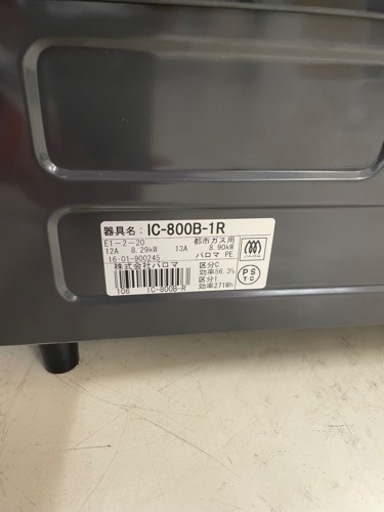 器具名: IC-800B-1R
E1-2-20 都市ガス用
12A 8.29kW 13A 8.90kW
16-01-900245 パロマ PE
株式会社パロマ 区分C
効率56.3%
区分I
効率271Wh
106 IC-800B-R
PS
TG